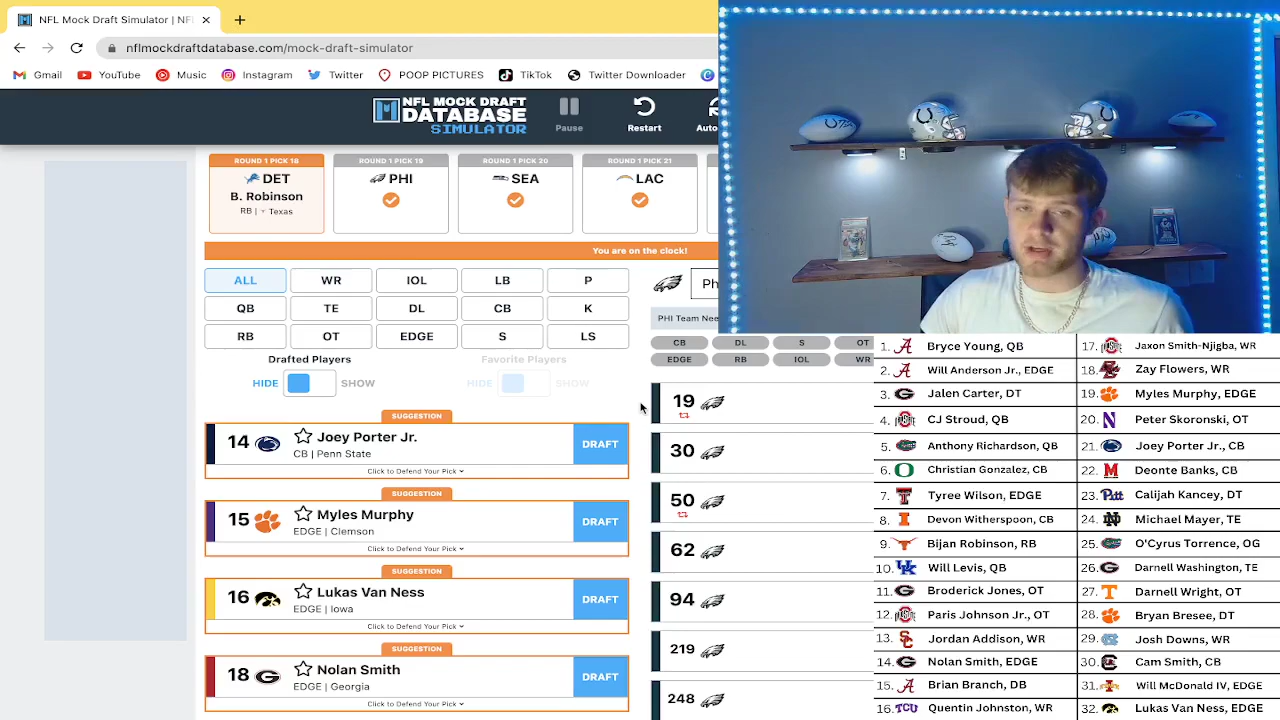 NFL Mock Draft Simulator | NFL
nflmockdraftdatabase.com/mock-draft-simulator
Gmail YouTube Music Instagram Twitter POOP PICTURES TikTok Twitter Downloader
NFL MOCK DRAFT
DATABASE
SIMULATOR
Pause Restart Auto
ROUND 1 PICK 18 ROUND 1 PICK 19 ROUND 1 PICK 20 ROUND 1 PICK 21
DET PHI SEA LAC
B. Robinson
RB | Texas
You are on the clock!
ALL WR IOL LB P
QB TE DL CB K
RB OT EDGE S LS
Drafted Players Favorite Players
HIDE SHOW HIDE SHOW
Ph
PHI Team Nee
CB DL S OT
EDGE RB IOL WR
SUGGESTION
14 Joey Porter Jr. DRAFT
CB | Penn State
Click to Defend Your Pick
SUGGESTION
15 Myles Murphy DRAFT
EDGE | Clemson
Click to Defend Your Pick
SUGGESTION
16 Lukas Van Ness DRAFT
EDGE | Iowa
Click to Defend Your Pick
SUGGESTION
18 Nolan Smith DRAFT
EDGE | Georgia
Click to Defend Your Pick
19
30
50
62
94
219
248
1. Bryce Young, QB
2. Will Anderson Jr., EDGE
3. Jalen Carter, DT
4. CJ Stroud, QB
5. Anthony Richardson, QB
6. Christian Gonzalez, CB
7. Tyree Wilson, EDGE
8. Devon Witherspoon, CB
9. Bijan Robinson, RB
10. Will Levis, QB
11. Broderick Jones, OT
12. Paris Johnson Jr., OT
13. Jordan Addison, WR
14. Nolan Smith, EDGE
15. Brian Branch, DB
16. TCU Quentin Johnston, WR
17. Jaxon Smith-Njigba, WR
18. Zay Flowers, WR
19. Myles Murphy, EDGE
20. Peter Skoronski, OT
21. Joey Porter Jr., CB
22. Deonte Banks, CB
23. Pitt Calijah Kancey, DT
24. Michael Mayer, TE
25. O'Cyrus Torrence, OG
26. Darnell Washington, TE
27. Darnell Wright, OT
28. Bryan Bresee, DT
29. Josh Downs, WR
30. Cam Smith, CB
31. Will McDonald IV, EDGE
32. Lukas Van Ness, EDGE